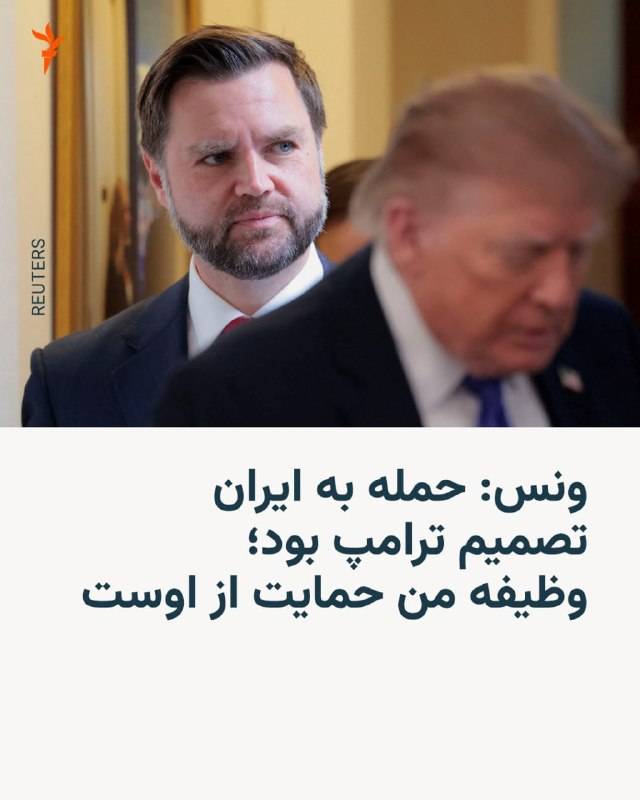 REUTERS
ونس: حمله به ایران
تصمیم ترامپ بود؛
وظیفه من حمایت از اوست